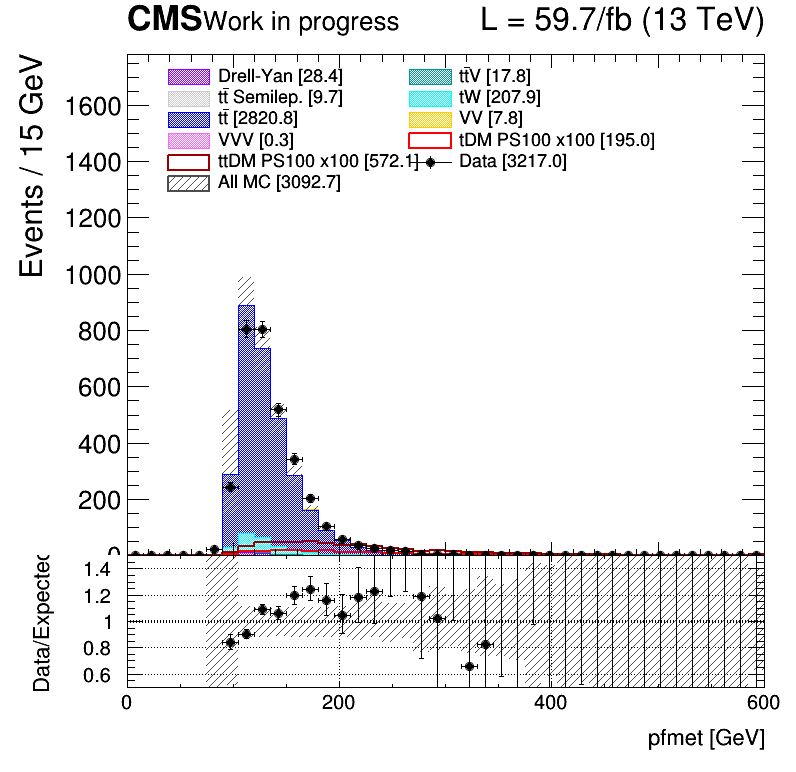 CMS Work in progress L = 59.7/fb (13 TeV)
Events / 15 GeV
Drell-Yan [28.4] tt̄V [17.8]
tt̄ Semilep. [9.7] tW [207.9]
tt̄ [2820.8] VV [7.8]
VVV [0.3] tDM PS100 x100 [195.0]
ttDM PS100 x100 [572.1] Data [3217.0]
All MC [3092.7]
1600
1400
1200
1000
800
600
400
200
0
Data/Expected
1.4
1.2
1
0.8
0.6
0 200 400 600
pfmet [GeV]